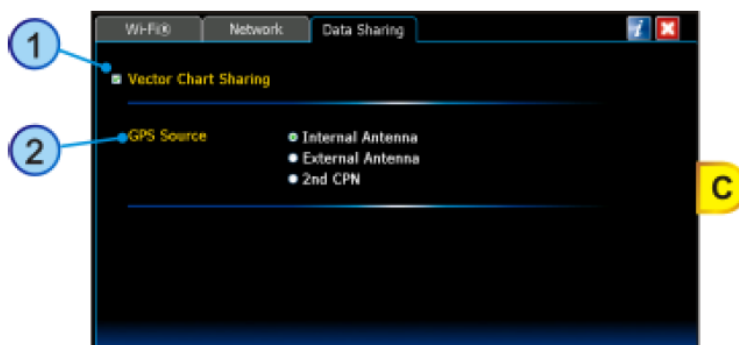 Wi-Fi® Network Data Sharing
1
Vector Chart Sharing
2
GPS Source
Internal Antenna
External Antenna
2nd CPN
C